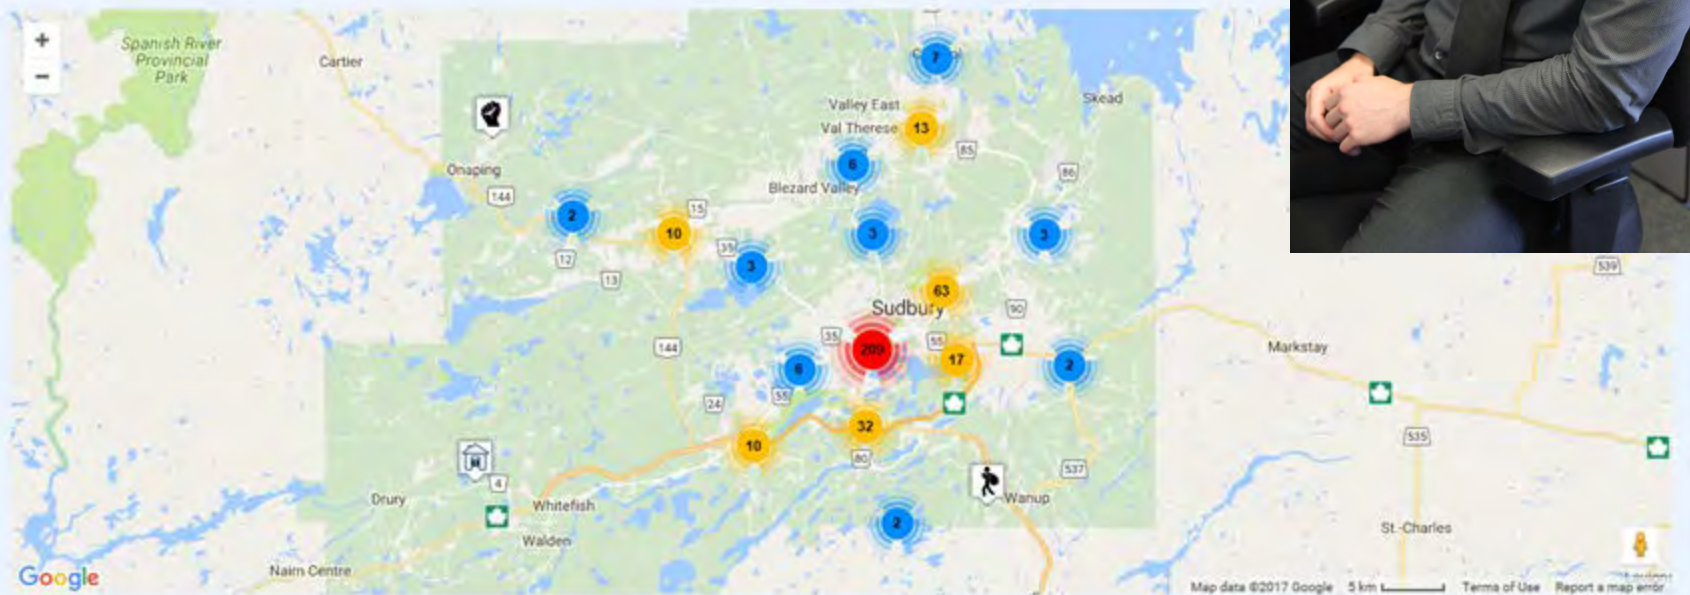 +
−
Spanish River
Provincial
Park
Cartier
7
Skead
Valley East
Val Therese
13
85
6
86
Onaping
Blezard Valley
144
2
15
10
35
3
3
3
12
13
539
63
Sudbury
90
35
55
144
209
17
6
2
Markstay
55
24
32
10
80
535
537
4
Drury
Whitefish
Wanup
2
St.-Charles
Walden
Nairn Centre
Google
Map data ©2017 Google
5 km
Terms of Use
Report a map error